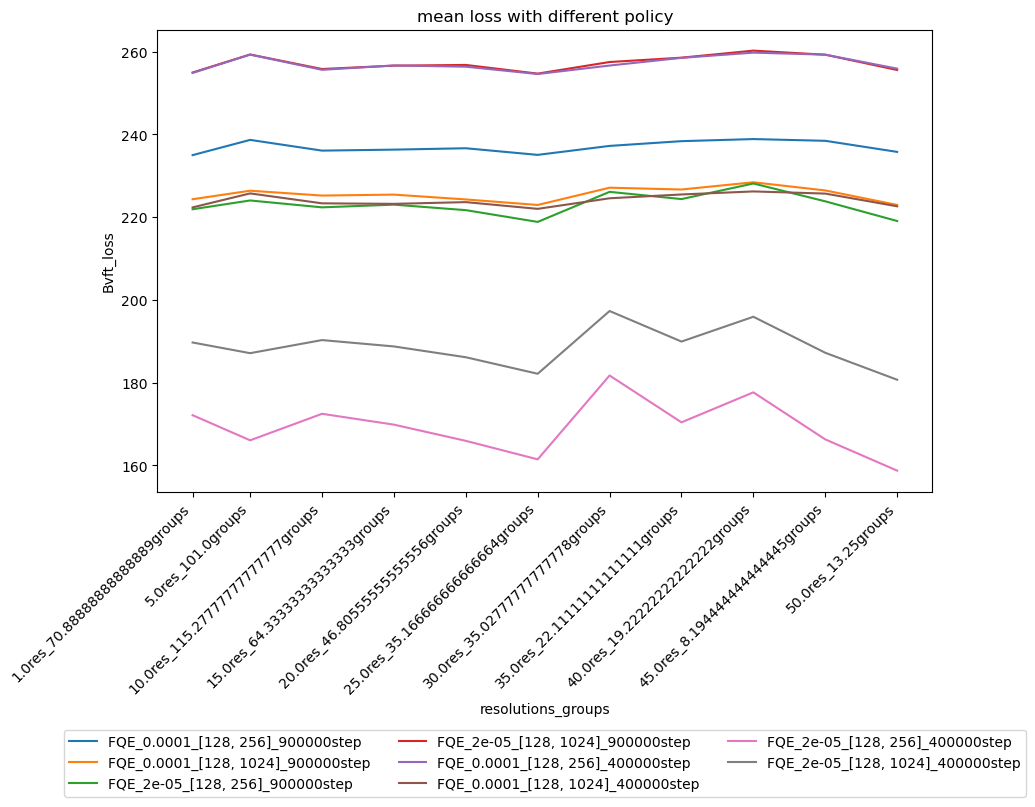 mean loss with different policy
260
240
220
200
180
160
Bvft_loss
1.0res_70.88888888888889groups
5.0res_101.0groups
10.0res_115.27777777777777groups
15.0res_64.33333333333333groups
20.0res_46.80555555555556groups
25.0res_35.166666666666664groups
30.0res_35.02777777777778groups
35.0res_22.11111111111111groups
40.0res_19.22222222222222groups
45.0res_8.194444444444445groups
50.0res_13.25groups
resolutions_groups
FQE_0.0001_[128, 256]_900000step
FQE_0.0001_[128, 1024]_900000step
FQE_2e-05_[128, 256]_900000step
FQE_2e-05_[128, 1024]_900000step
FQE_0.0001_[128, 256]_400000step
FQE_0.0001_[128, 1024]_400000step
FQE_2e-05_[128, 256]_400000step
FQE_2e-05_[128, 1024]_400000step